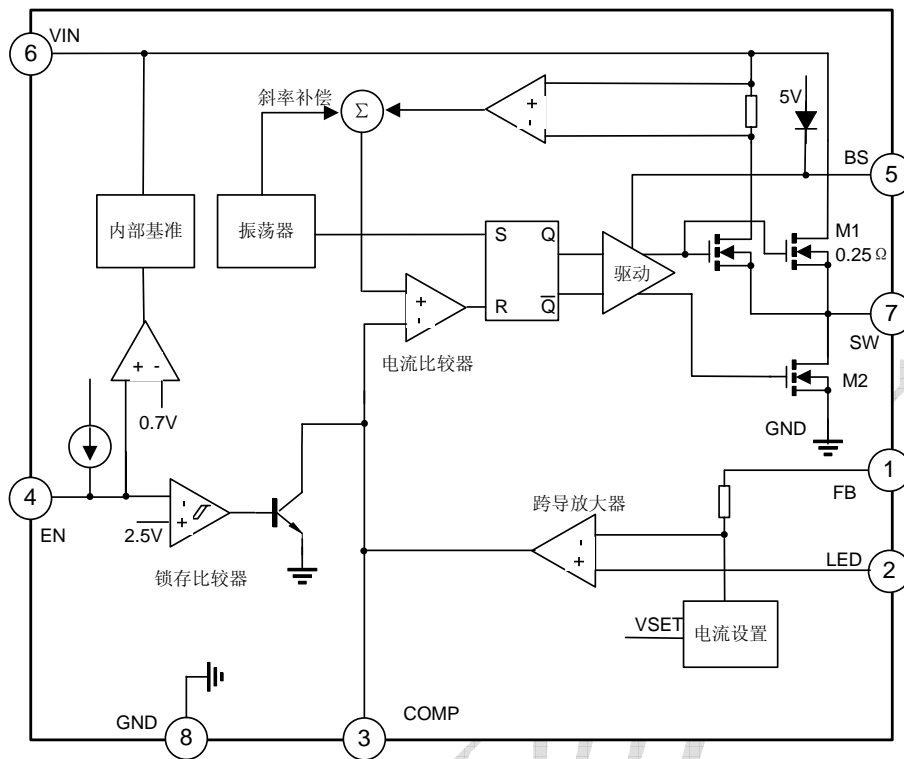 VIN
6
斜率补偿
Σ
+
-
5V
BS
5
内部基准
振荡器
S
Q
R
Q̅
驱动
M1
0.25Ω
7
SW
+
-
电流比较器
+ -
0.7V
M2
GND
4
EN
-
+
2.5V
锁存比较器
跨导放大器
-
+
1
FB
LED
2
VSET
电流设置
GND
8
COMP
3